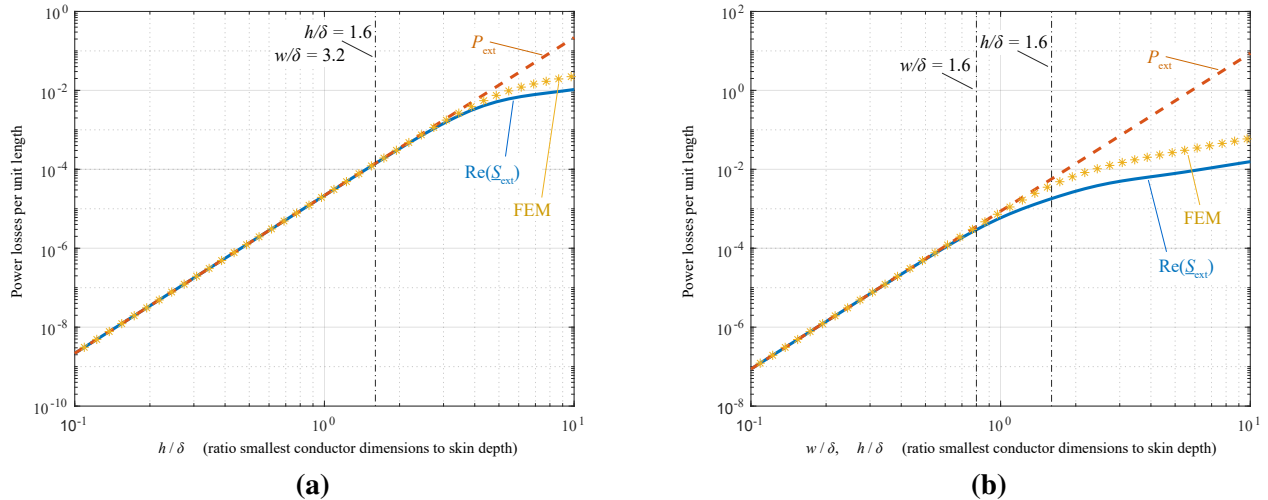 10^0
10^-2
10^-4
10^-6
10^-8
10^-10
Power losses per unit length
h/δ = 1.6
w/δ = 3.2
P_ext
Re(S_ext)
FEM
10^-1
10^0
10^1
h / δ (ratio smallest conductor dimensions to skin depth)
(a)
10^2
10^0
10^-2
10^-4
10^-6
10^-8
Power losses per unit length
h/δ = 1.6
w/δ = 1.6
P_ext
FEM
Re(S_ext)
10^-1
10^0
10^1
w / δ, h / δ (ratio smallest conductor dimensions to skin depth)
(b)